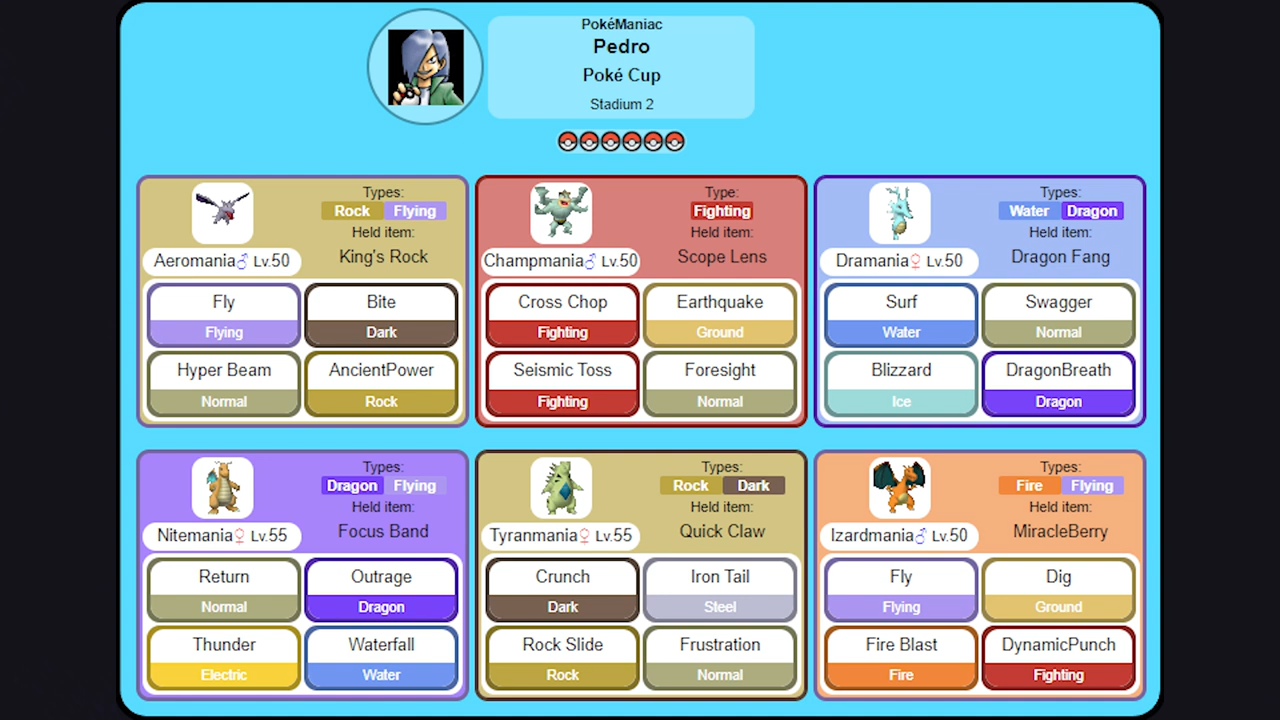 PokéManiac
Pedro
Poké Cup
Stadium 2
Types:
Rock Flying
Held item:
Aeromania♂ Lv.50 King's Rock
Fly Bite
Flying Dark
Hyper Beam AncientPower
Normal Rock
Type:
Fighting
Held item:
Champmania♂ Lv.50 Scope Lens
Cross Chop Earthquake
Fighting Ground
Seismic Toss Foresight
Fighting Normal
Types:
Water Dragon
Held item:
Dramania♀ Lv.50 Dragon Fang
Surf Swagger
Water Normal
Blizzard DragonBreath
Ice Dragon
Types:
Dragon Flying
Held item:
Nitemania♀ Lv.55 Focus Band
Return Outrage
Normal Dragon
Thunder Waterfall
Electric Water
Types:
Rock Dark
Held item:
Tyranmania♀ Lv.55 Quick Claw
Crunch Iron Tail
Dark Steel
Rock Slide Frustration
Rock Normal
Types:
Fire Flying
Held item:
Izardmania♂ Lv.50 MiracleBerry
Fly Dig
Flying Ground
Fire Blast DynamicPunch
Fire Fighting